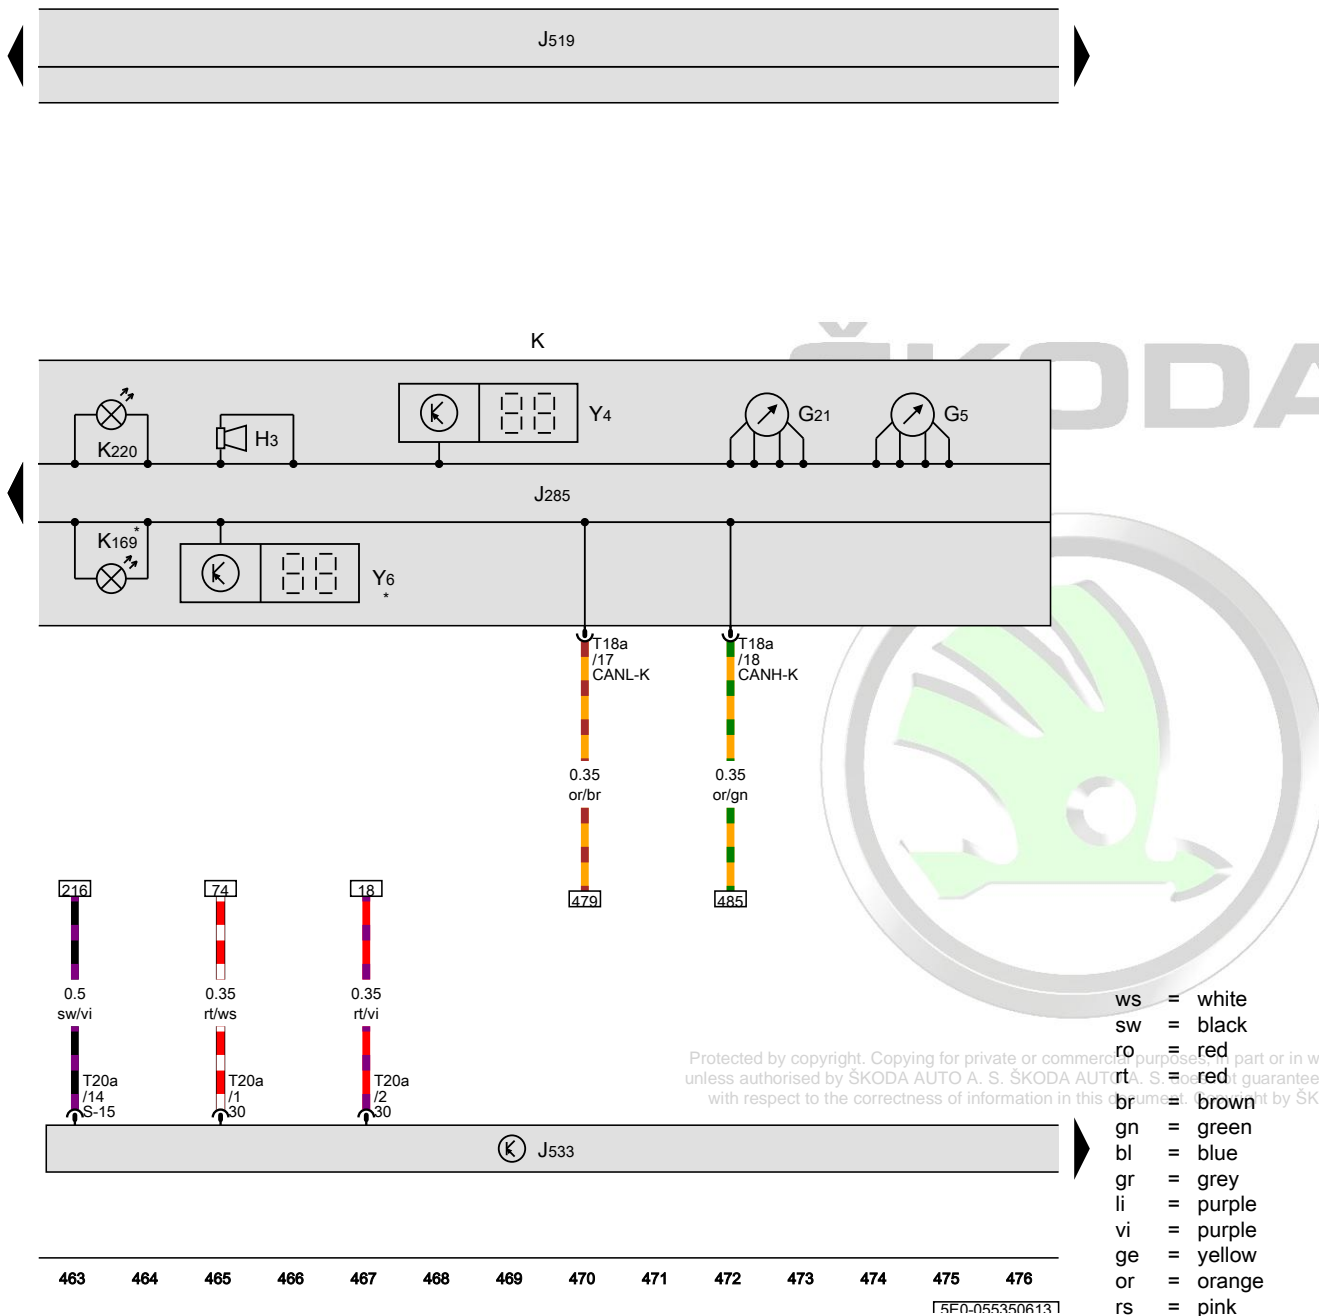 J519
K
ŠKODA
K220
H3
Y4
G21
G5
J285
K169
*
Y6
*
T18a
/17
CANL-K
T18a
/18
CANH-K
0.35
or/br
0.35
or/gn
216
74
18
479
485
0.5
sw/vi
0.35
rt/ws
0.35
rt/vi
T20a
/14
S-15
T20a
/1
30
T20a
/2
30
J533
Protected by copyright. Copying for private or commercial purposes, in part or in w
unless authorised by ŠKODA AUTO A. S. ŠKODA AUTO A. S. does not guarantee
with respect to the correctness of information in this document. Copyright by ŠK
ws = white
sw = black
ro = red
rt = red
br = brown
gn = green
bl = blue
gr = grey
li = purple
vi = purple
ge = yellow
or = orange
rs = pink
463 464 465 466 467 468 469 470 471 472 473 474 475 476
5E0-055350613